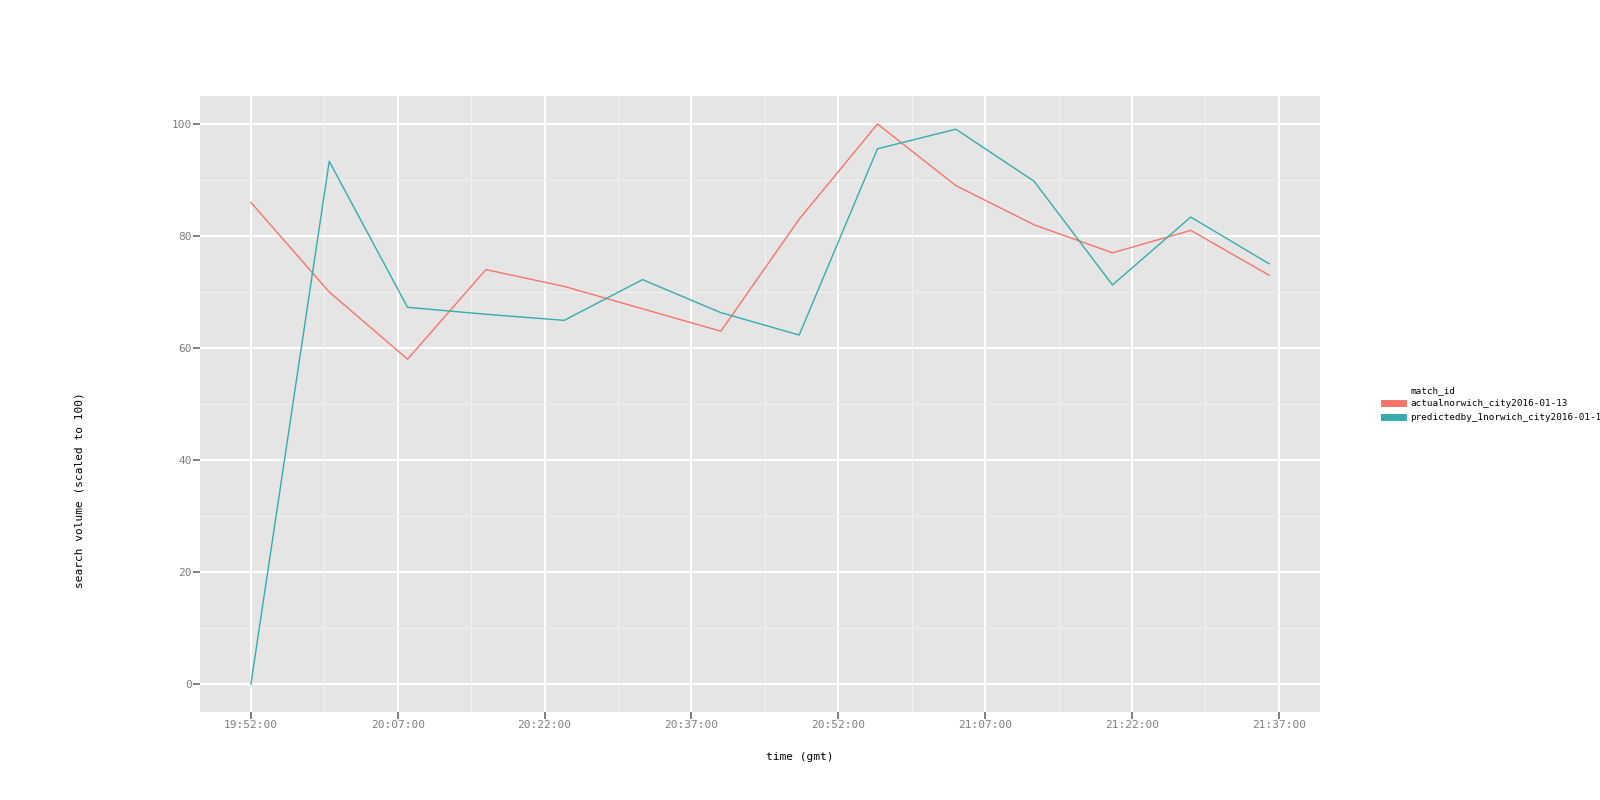 100
80
60
40
20
0
search volume (scaled to 100)
19:52:00 20:07:00 20:22:00 20:37:00 20:52:00 21:07:00 21:22:00 21:37:00
time (gmt)
match_id
actualnorwich_city2016-01-13
predictedby_1norwich_city2016-01-1